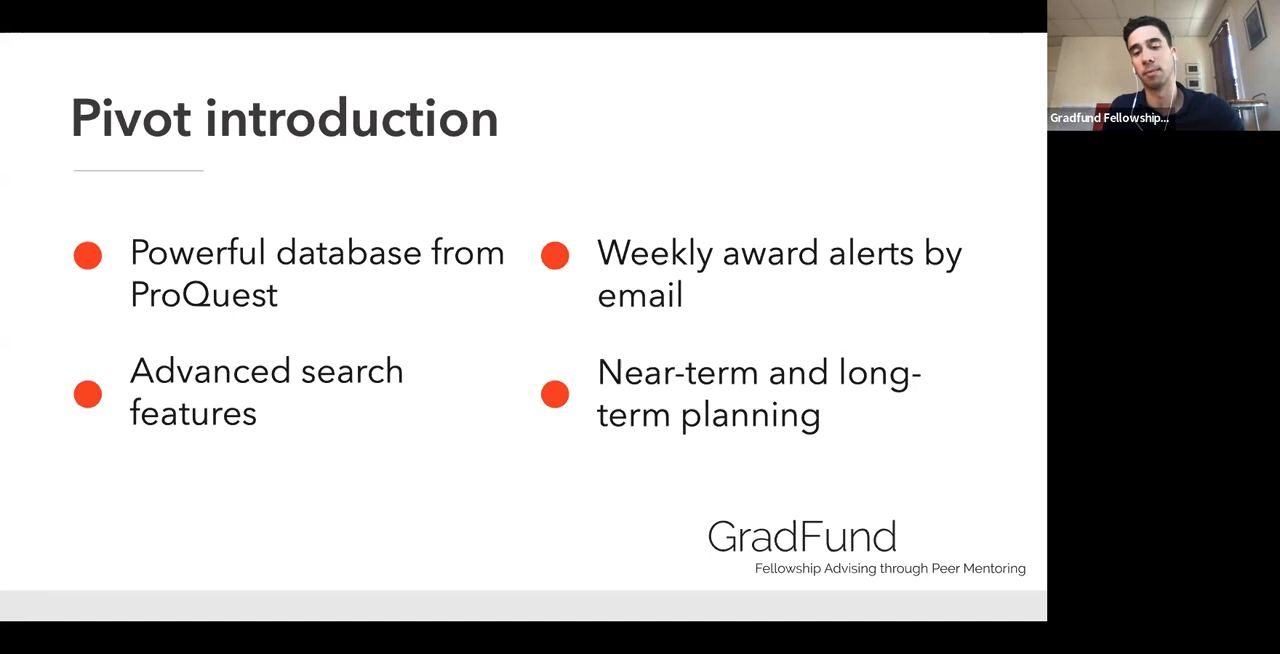 Pivot introduction
Powerful database from
ProQuest
Advanced search
features
Weekly award alerts by
email
Near-term and long-
term planning
GradFund
Fellowship Advising through Peer Mentoring
Gradfund Fellowship...